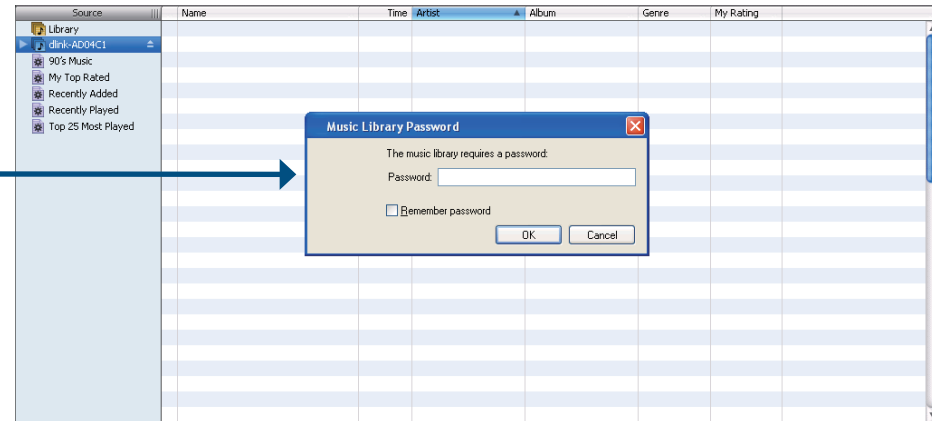 Source Name Time Artist Album Genre My Rating
Library
dlink-AD04C1
90's Music
My Top Rated
Recently Added
Recently Played
Top 25 Most Played
Music Library Password
The music library requires a password:
Password:
Remember password
OK Cancel